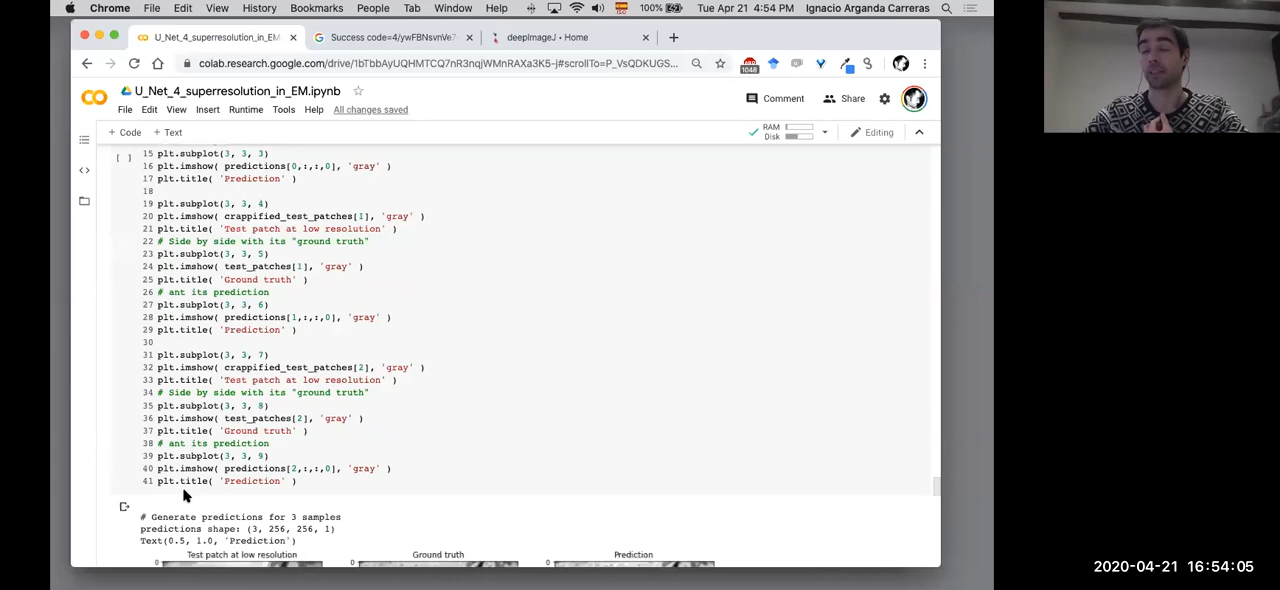 Chrome File Edit View History Bookmarks People Tab Window Help 100% Tue Apr 21 4:54 PM Ignacio Arganda Carreras
U_Net_4_superresolution_in_EM. Success code=4/ywFBNsvnVe7 deepImageJ • Home
colab.research.google.com/drive/1bTbbAyUQHMTCQ7nR3nqjWMnRAXa3K5-j#scrollTo=P_VsQDKUGS... 1048
CO U_Net_4_superresolution_in_EM.ipynb
Comment Share
File Edit View Insert Runtime Tools Help All changes saved
+ Code + Text RAM Disk Editing
[ ] 15 plt.subplot(3, 3, 3)
16 plt.imshow( predictions[0,:,:,0], 'gray' )
17 plt.title( 'Prediction' )
18
19 plt.subplot(3, 3, 4)
20 plt.imshow( crappified_test_patches[1], 'gray' )
21 plt.title( 'Test patch at low resolution' )
22 # Side by side with its "ground truth"
23 plt.subplot(3, 3, 5)
24 plt.imshow( test_patches[1], 'gray' )
25 plt.title( 'Ground truth' )
26 # ant its prediction
27 plt.subplot(3, 3, 6)
28 plt.imshow( predictions[1,:,:,0], 'gray' )
29 plt.title( 'Prediction' )
30
31 plt.subplot(3, 3, 7)
32 plt.imshow( crappified_test_patches[2], 'gray' )
33 plt.title( 'Test patch at low resolution' )
34 # Side by side with its "ground truth"
35 plt.subplot(3, 3, 8)
36 plt.imshow( test_patches[2], 'gray' )
37 plt.title( 'Ground truth' )
38 # ant its prediction
39 plt.subplot(3, 3, 9)
40 plt.imshow( predictions[2,:,:,0], 'gray' )
41 plt.title( 'Prediction' )
# Generate predictions for 3 samples
predictions shape: (3, 256, 256, 1)
Text(0.5, 1.0, 'Prediction')
Test patch at low resolution Ground truth Prediction
0 0 0
2020-04-21 16:54:05